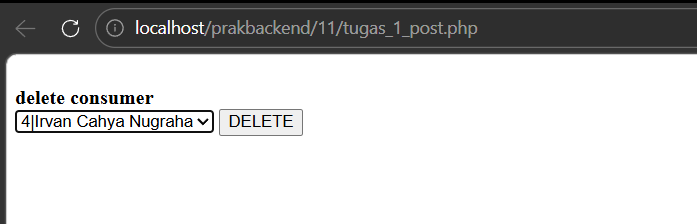 localhost/prakbackend/11/tugas_1_post.php
delete consumer
4|Irvan Cahya Nugraha DELETE